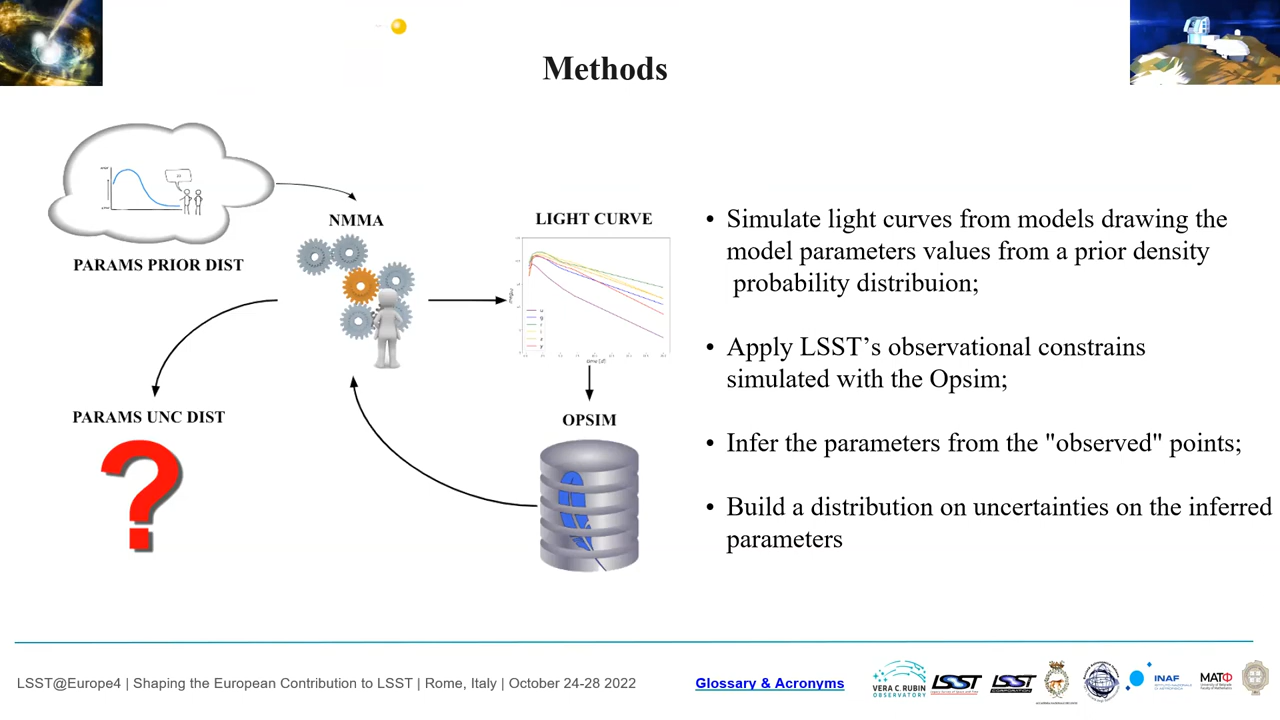 Methods
PARAMS PRIOR DIST
NMMA
LIGHT CURVE
PARAMS UNC DIST
OPSIM
• Simulate light curves from models drawing the
model parameters values from a prior density
probability distribuion;
• Apply LSST’s observational constrains
simulated with the Opsim;
• Infer the parameters from the "observed" points;
• Build a distribution on uncertainties on the inferred
parameters
LSST@Europe4 | Shaping the European Contribution to LSST | Rome, Italy | October 24-28 2022
Glossary & Acronyms
VERA C. RUBIN
OBSERVATORY
LSST
LSST
CORPORATION
INAF